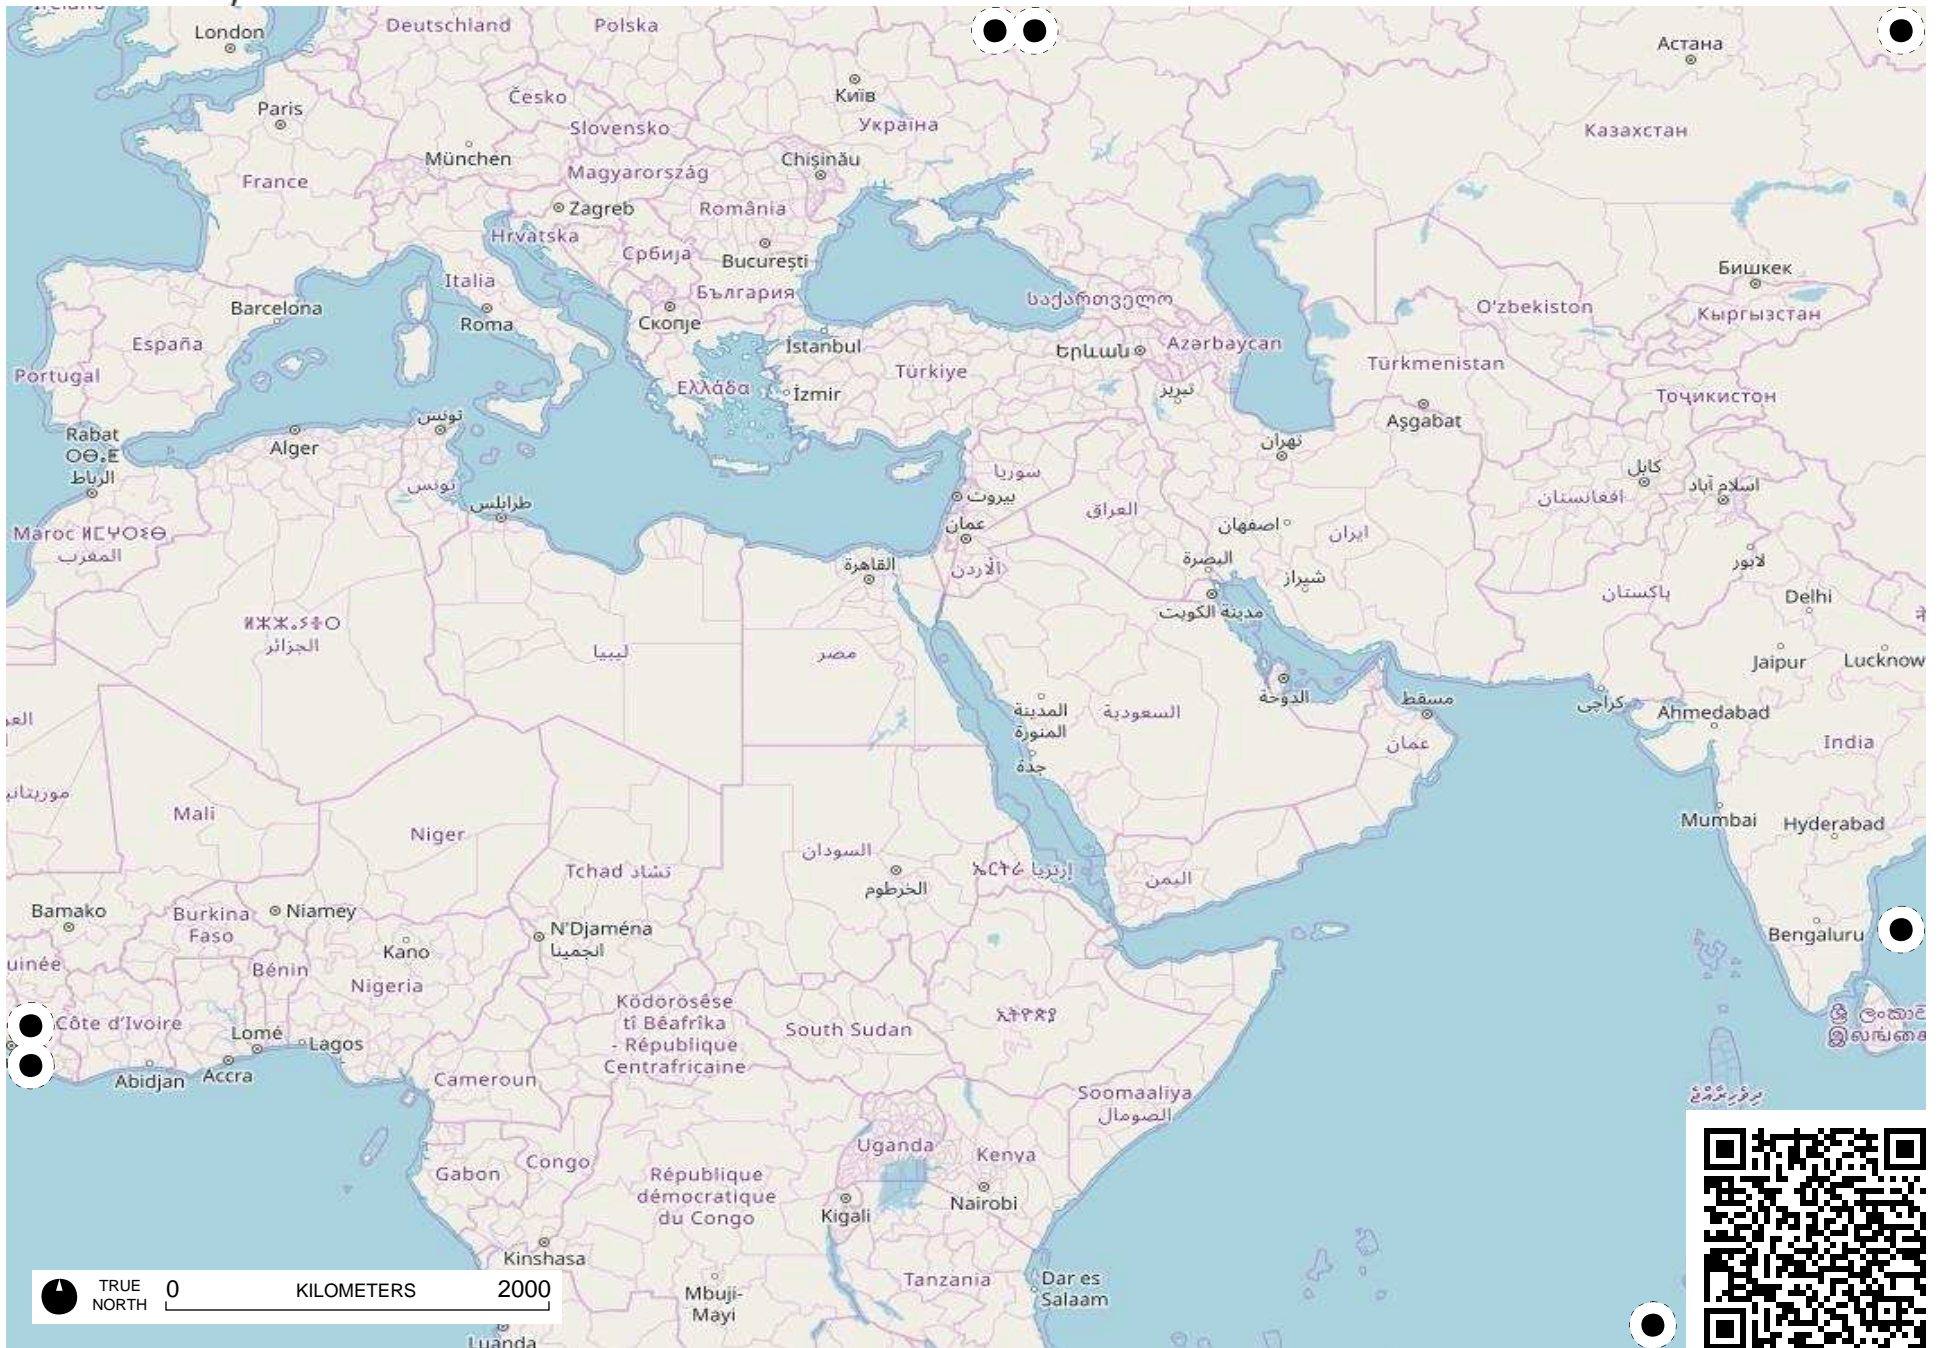 London
Deutschland
Polska
Астана
Paris
Česko
Київ
Україна
Slovensko
Казахстан
München
Chișinău
France
Magyarország
Zagreb
România
Hrvatska
Србија
București
Бишкек
Italia
България
საქართველო
O'zbekiston
Кыргызстан
Barcelona
Roma
Скопје
España
İstanbul
Երևան
Azərbaycan
Türkiye
Türkmenistan
Portugal
Ελλάδα
İzmir
تبریز
Тоҷикистон
تونس
Aşgabat
Rabat
ⵔⴱⴰⵟ
الرباط
Alger
تهران
سوريا
کابل
اسلام آباد
تونس
بيروت
افغانستان
طرابلس
العراق
عمان
اصفهان
ایران
Maroc ⵍⵎⵖⵔⵉⴱ
المغرب
القاهرة
الأردن
البصرة
شیراز
لاہور
پاکستان
Delhi
مدينة الكويت
ⵍⵣⵣⴰⵢⵔ
الجزائر
ليبيا
مصر
Jaipur
Lucknow
الدوحة
مسقط
کراچی
المدينة
المنورة
السعودية
Ahmedabad
عمان
India
جدة
Mali
Niger
Mumbai
Hyderabad
السودان
Tchad تشاد
ኤርትራ إرتريا
اليمن
الخرطوم
Bamako
Burkina
Faso
Niamey
N'Djaména
انجمينا
Kano
Bengaluru
Bénin
Nigeria
Ködörösêse
tî Bêafrîka
- République
Centrafricaine
ኢትዮጵያ
Côte d'Ivoire
Lomé
Lagos
South Sudan
Abidjan
Accra
Cameroun
Soomaaliya
الصومال
ދިވެހިރާއްޖެ
Uganda
Kenya
Gabon
Congo
République
démocratique
du Congo
Nairobi
Kigali
Kinshasa
Tanzania
Dar es
Salaam
Mbuji-
Mayi
TRUE
NORTH
0 KILOMETERS 2000
Luanda